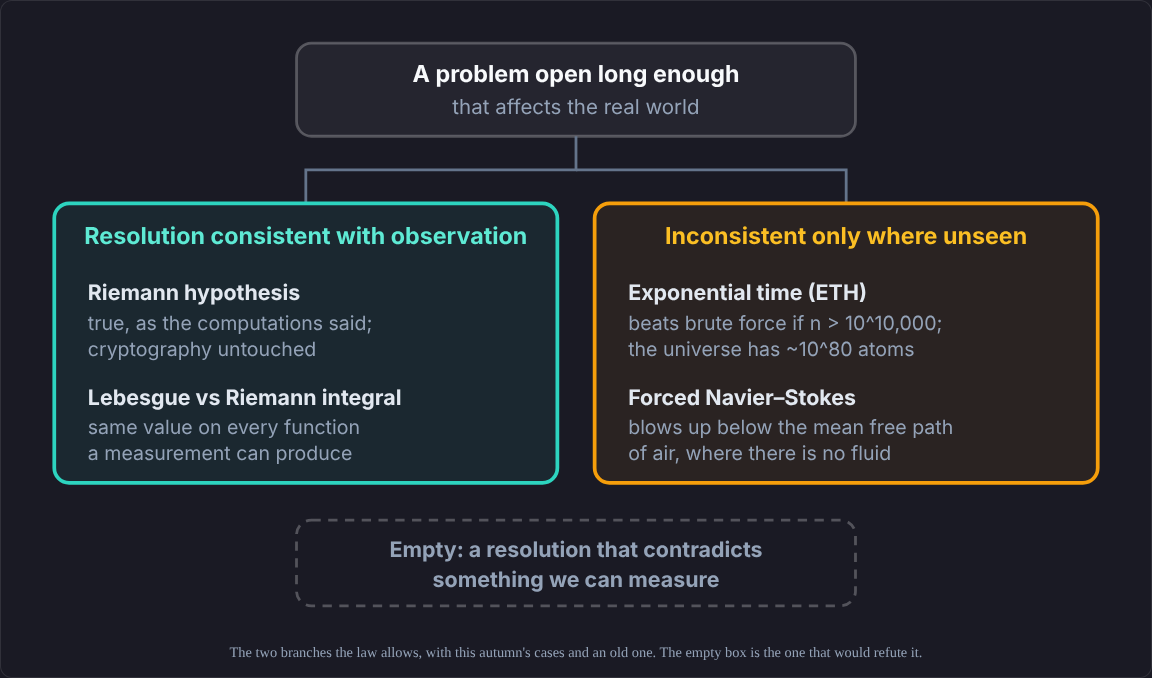 A problem open long enough
that affects the real world
Resolution consistent with observation
Riemann hypothesis
true, as the computations said;
cryptography untouched
Lebesgue vs Riemann integral
same value on every function
a measurement can produce
Inconsistent only where unseen
Exponential time (ETH)
beats brute force if n > 10^10,000;
the universe has ~10^80 atoms
Forced Navier–Stokes
blows up below the mean free path
of air, where there is no fluid
Empty: a resolution that contradicts
something we can measure
The two branches the law allows, with this autumn's cases and an old one. The empty box is the one that would refute it.